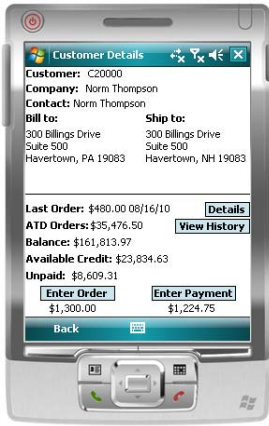 Customer Details
Customer: C20000
Company: Norm Thompson
Contact: Norm Thompson
Bill to: Ship to:
300 Billings Drive 300 Billings Drive
Suite 500 Suite 500
Havertown, PA 19083 Havertown, NH 19083
Last Order: $480.00 08/16/10 Details
ATD Orders: $35,476.50 View History
Balance: $161,813.97
Available Credit: $23,834.63
Unpaid: $8,609.31
Enter Order Enter Payment
$1,300.00 $1,224.75
Back